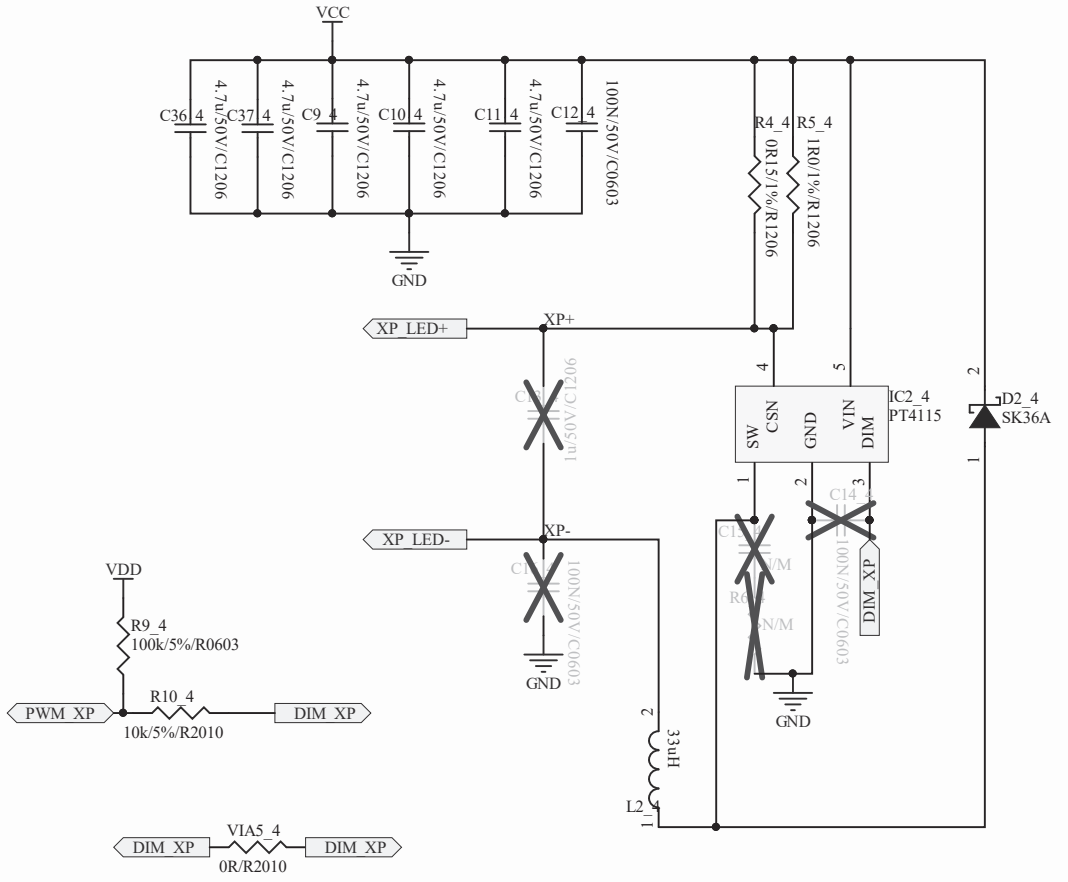 VCC
C36_4
4.7u/50V/C1206
C37_4
4.7u/50V/C1206
C9_4
4.7u/50V/C1206
C10_4
4.7u/50V/C1206
C11_4
4.7u/50V/C1206
C12_4
100N/50V/C0603
GND
R4_4
0R15/1%/R1206
R5_4
1R0/1%/R1206
XP_LED+
XP+
1u/50V/C1206
4
5
CSN
VIN
SW
GND
DIM
IC2_4
PT4115
2
D2_4
SK36A
1
1
2
3
C14_4
100N/50V/C0603
DIM_XP
N/M
N/M
GND
XP_LED-
XP-
100N/50V/C0603
GND
VDD
R9_4
100k/5%/R0603
PWM_XP
R10_4
10k/5%/R2010
DIM_XP
2
33uH
L2_4
1
DIM_XP
VIA5_4
0R/R2010
DIM_XP